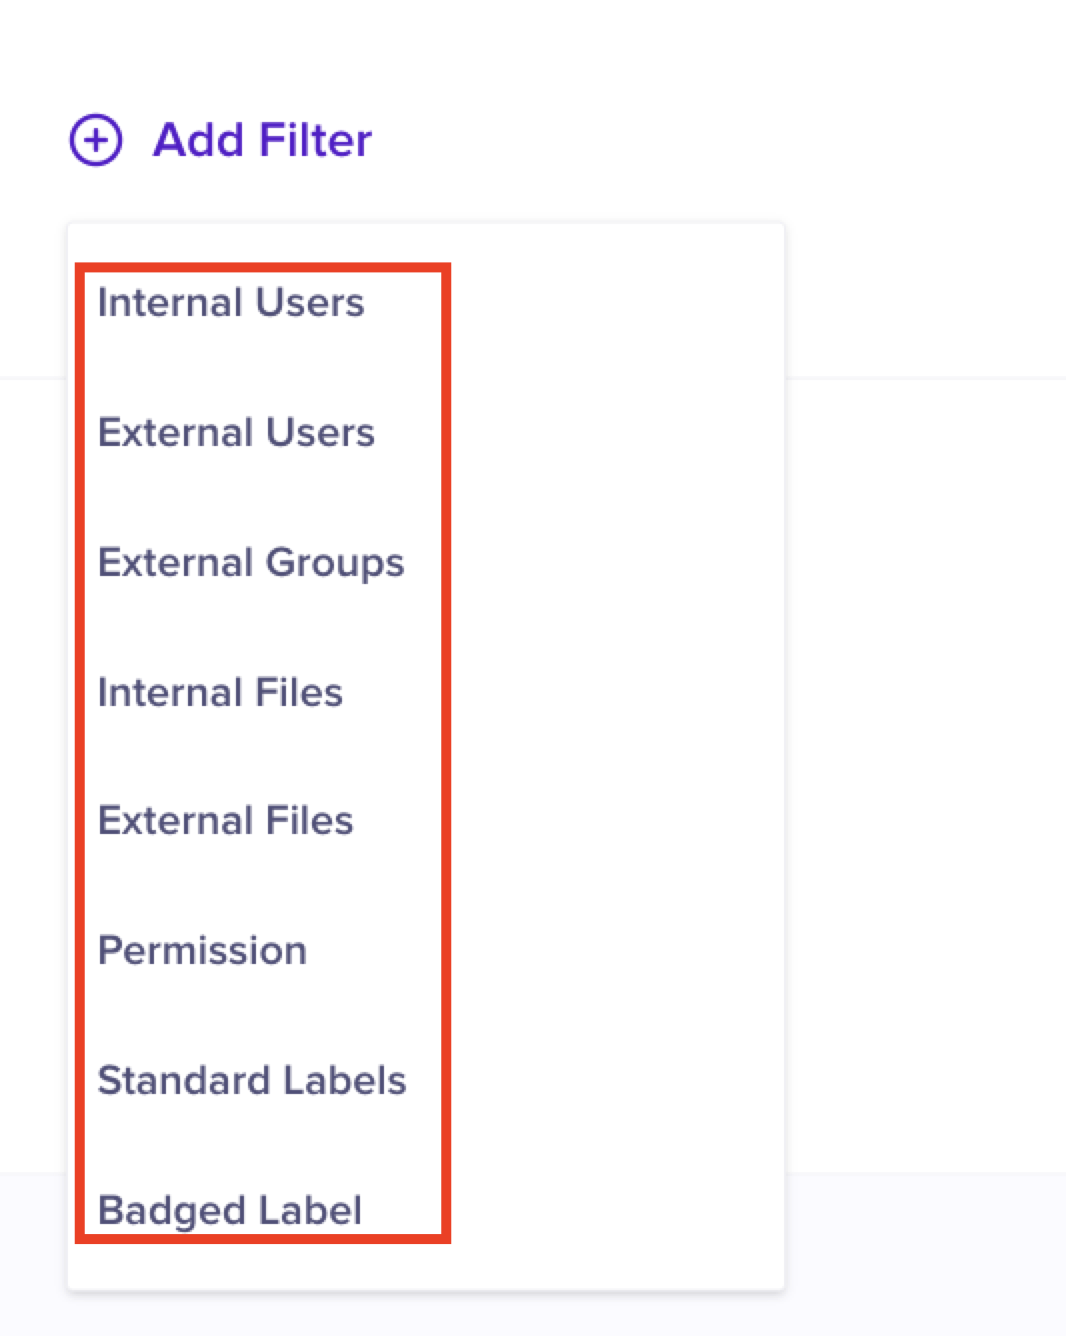 Add Filter
Internal Users
External Users
External Groups
Internal Files
External Files
Permission
Standard Labels
Badged Label